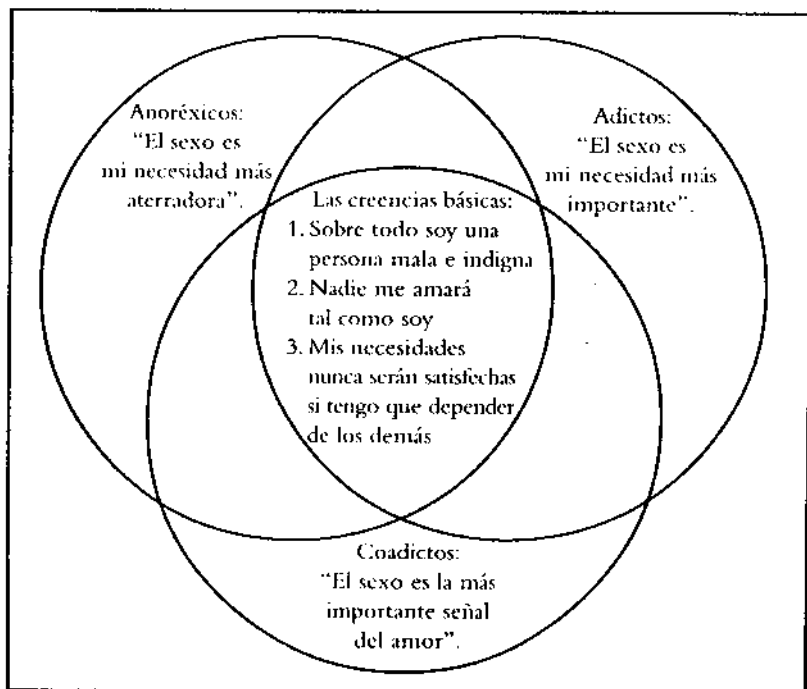 Anoréxicos:
“El sexo es
mi necesidad más
aterradora”.
Adictos:
“El sexo es
mi necesidad más
importante”.
Las creencias básicas:
1. Sobre todo soy una
persona mala e indigna
2. Nadie me amará
tal como soy
3. Mis necesidades
nunca serán satisfechas
si tengo que depender
de los demás
Coadictos:
“El sexo es la más
importante señal
del amor”.